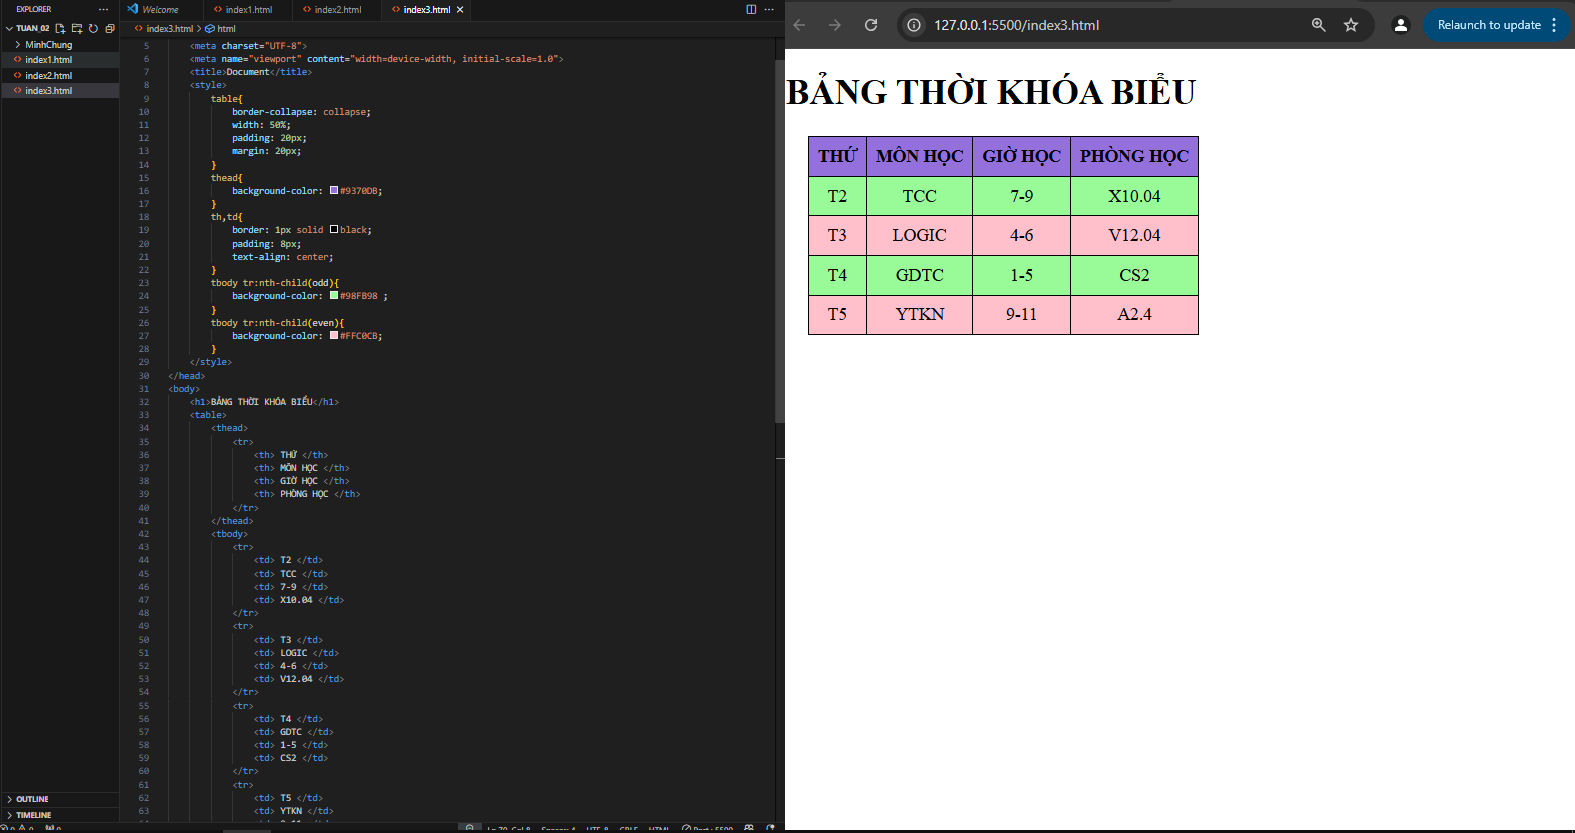 EXPLORER
TUAN_02
MinhChung
index1.html
index2.html
index3.html
OUTLINE
TIMELINE
Welcome
index1.html
index2.html
index3.html
index3.html > html
5 <meta charset="UTF-8">
6 <meta name="viewport" content="width=device-width, initial-scale=1.0">
7 <title>Document</title>
8 <style>
9 table{
10 border-collapse: collapse;
11 width: 50%;
12 padding: 20px;
13 margin: 20px;
14 }
15 thead{
16 background-color: #9370DB;
17 }
18 th,td{
19 border: 1px solid black;
20 padding: 8px;
21 text-align: center;
22 }
23 tbody tr:nth-child(odd){
24 background-color: #98FB98 ;
25 }
26 tbody tr:nth-child(even){
27 background-color: #FFC0CB;
28 }
29 </style>
30 </head>
31 <body>
32 <h1>BẢNG THỜI KHÓA BIỂU</h1>
33 <table>
34 <thead>
35 <tr>
36 <th> THỨ </th>
37 <th> MÔN HỌC </th>
38 <th> GIỜ HỌC </th>
39 <th> PHÒNG HỌC </th>
40 </tr>
41 </thead>
42 <tbody>
43 <tr>
44 <td> T2 </td>
45 <td> TCC </td>
46 <td> 7-9 </td>
47 <td> X10.04 </td>
48 </tr>
49 <tr>
50 <td> T3 </td>
51 <td> LOGIC </td>
52 <td> 4-6 </td>
53 <td> V12.04 </td>
54 </tr>
55 <tr>
56 <td> T4 </td>
57 <td> GDTC </td>
58 <td> 1-5 </td>
59 <td> CS2 </td>
60 </tr>
61 <tr>
62 <td> T5 </td>
63 <td> YTKN </td>
127.0.0.1:5500/index3.html
Relaunch to update
BẢNG THỜI KHÓA BIỂU
THỨ MÔN HỌC GIỜ HỌC PHÒNG HỌC
T2 TCC 7-9 X10.04
T3 LOGIC 4-6 V12.04
T4 GDTC 1-5 CS2
T5 YTKN 9-11 A2.4